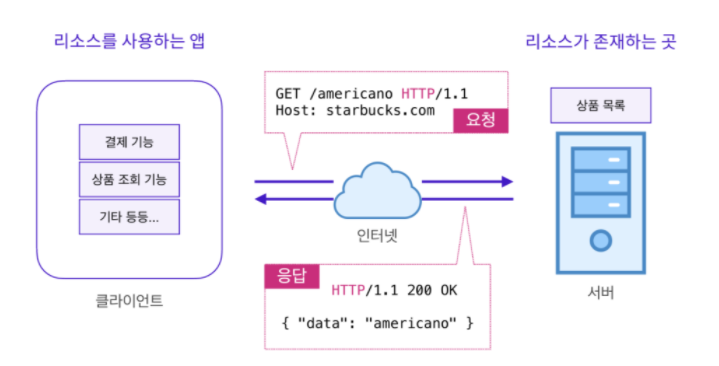 리소스를 사용하는 앱
리소스가 존재하는 곳
GET /americano HTTP/1.1
Host: starbucks.com
요청
상품 목록
결제 기능
상품 조회 기능
기타 등등...
인터넷
클라이언트
서버
응답
HTTP/1.1 200 OK
{ "data": "americano" }